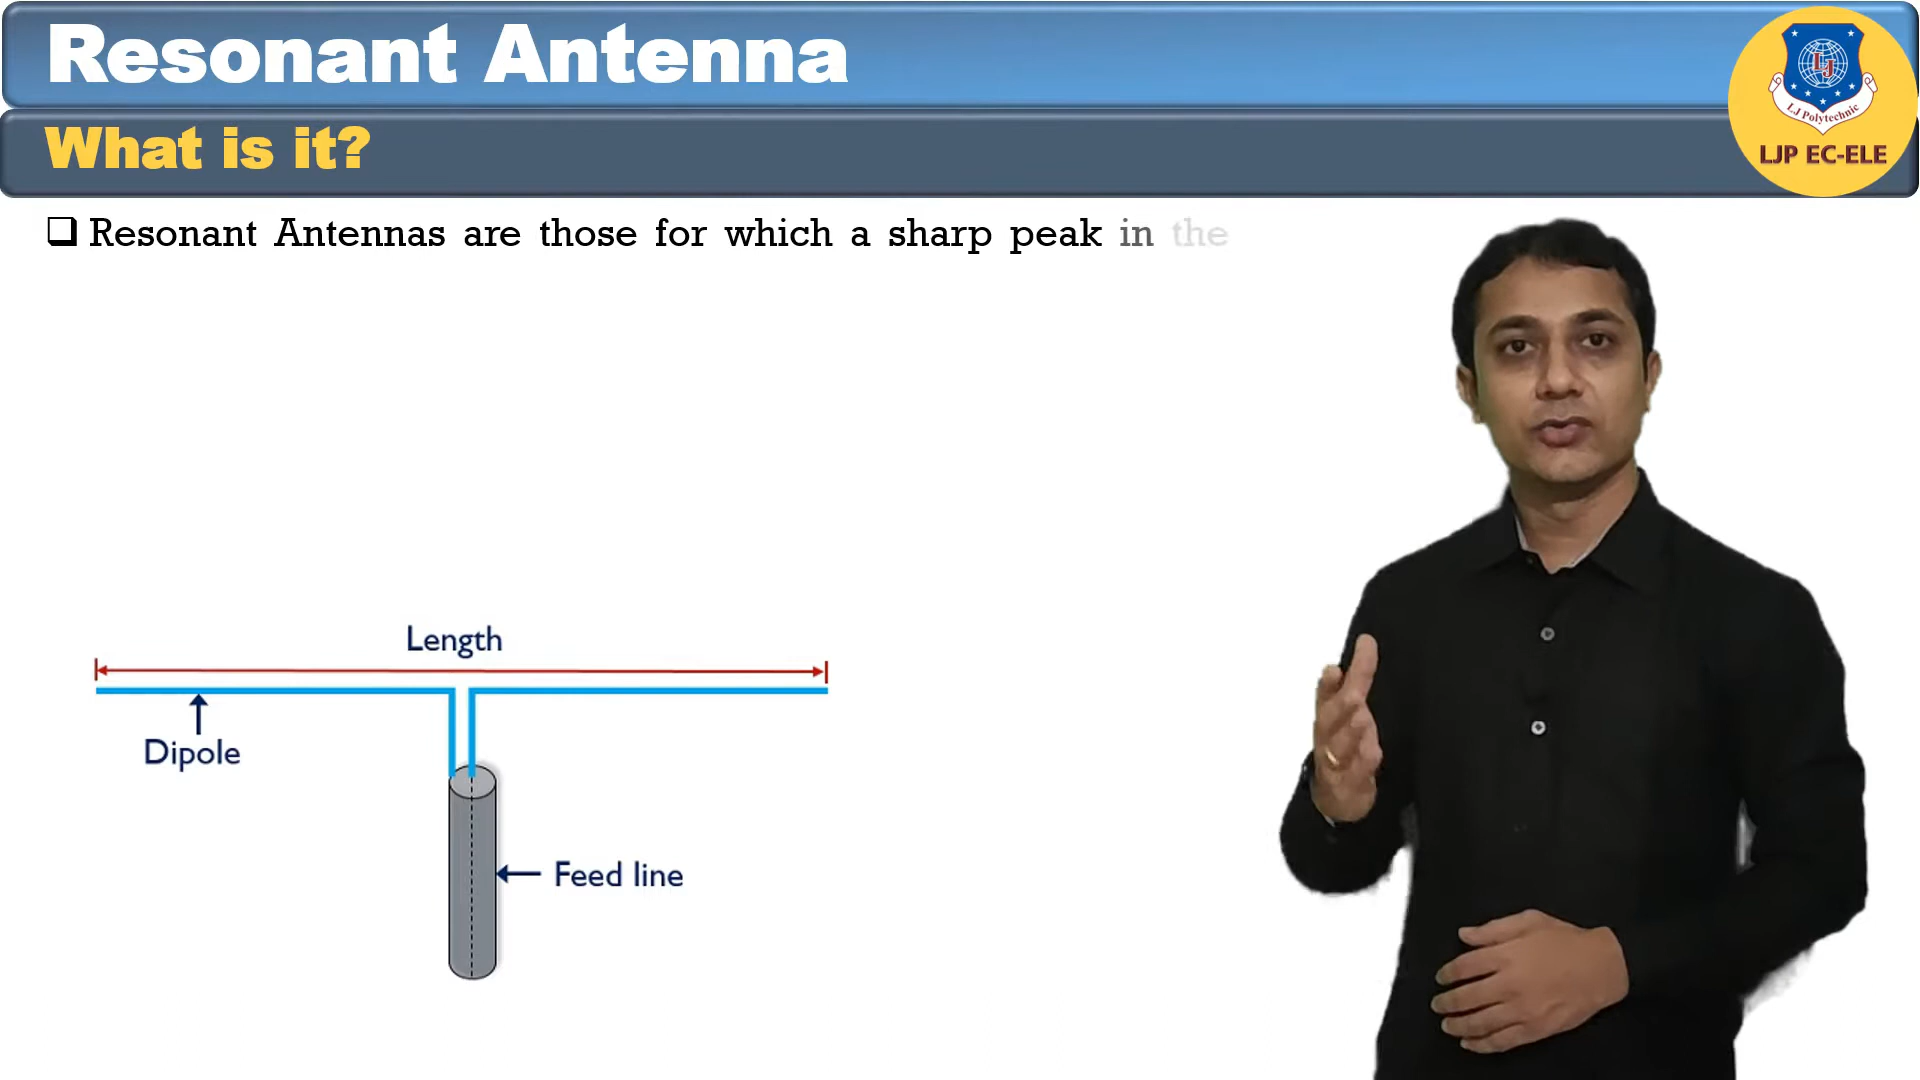 Resonant Antenna
What is it?
LJ
LJ Polytechnic
LJP EC-ELE
Resonant Antennas are those for which a sharp peak in the
Length
Dipole
Feed line